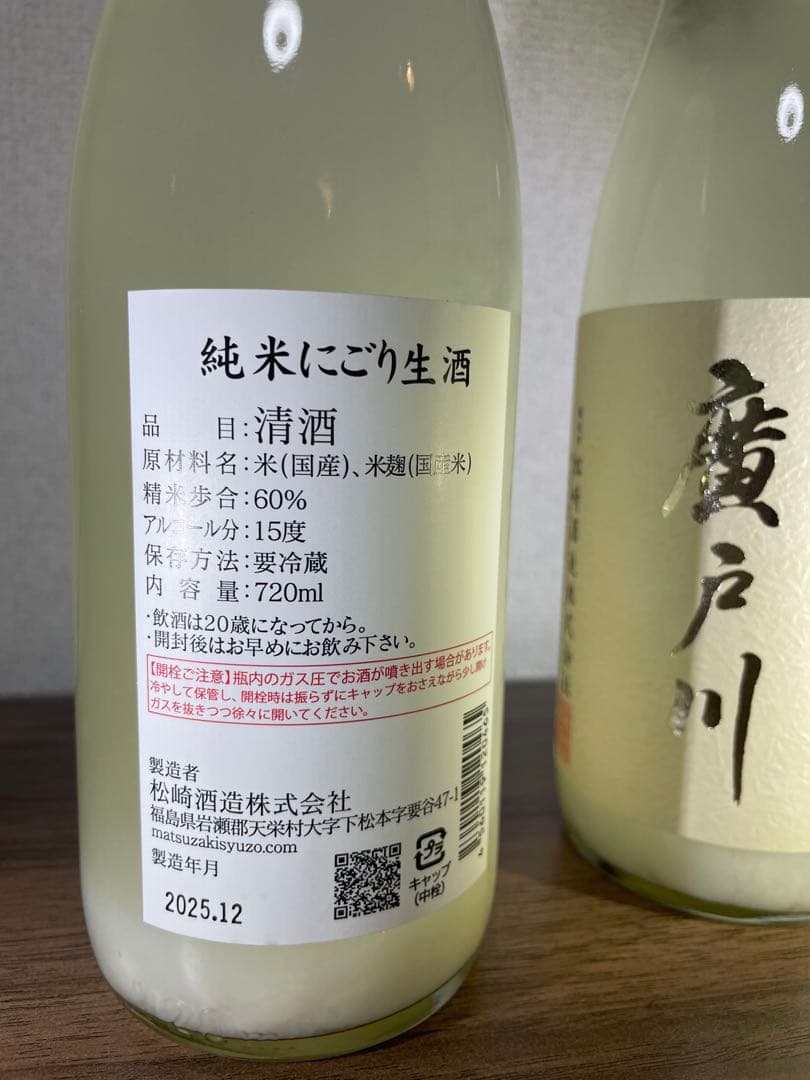 純米にごり生酒
品目:清酒
原材料名:米(国産)、米麹(国産米)
精米歩合:60%
アルコール分:15度
保存方法:要冷蔵
内容量:720ml
・飲酒は20歳になってから。
・開封後はお早めにお飲み下さい。
【開栓ご注意】瓶内のガス圧でお酒が噴き出す場合があります。
冷やして保管し、開栓時は振らずにキャップをおさえながら少し開け
ガスを抜きつつ徐々に開いてください。
製造者
松崎酒造株式会社
福島県岩瀬郡天栄村大字下松本字要谷47-1
matsuzakisyuzo.com
製造年月
2025.12
プラ
キャップ
(中栓)
廣戸川